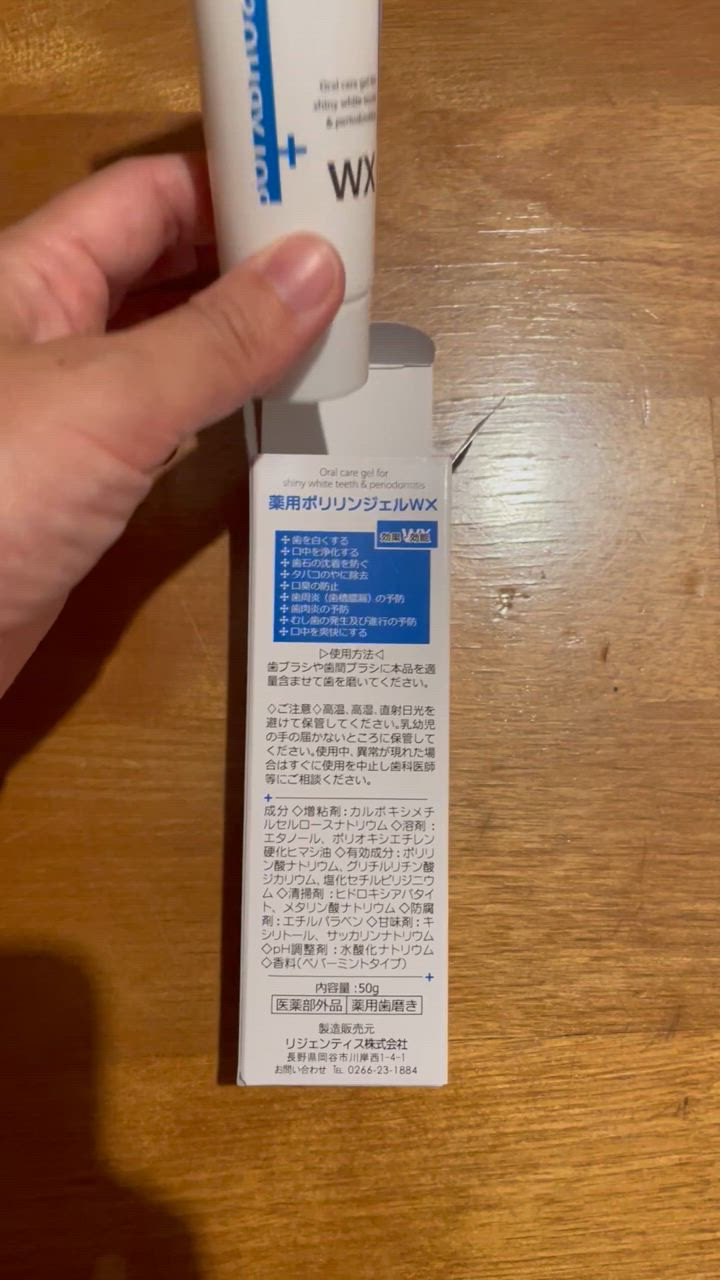 Oral care gel for
shiny white teeth
& periodontitis
WX
Oral care gel for
shiny white teeth & periodontitis
薬用ポリリンジェルWX
効果・効能
歯を白くする
口中を浄化する
歯石の沈着を防ぐ
タバコのやに除去
口臭の防止
歯周炎（歯槽膿漏）の予防
歯肉炎の予防
むし歯の発生及び進行の予防
口中を爽快にする
▷使用方法◁
歯ブラシや歯間ブラシに本品を適
量含ませて歯を磨いてください。
◇ご注意◇高温、高湿、直射日光を
避けて保管してください。乳幼児
の手の届かないところに保管して
ください。使用中、異常が現れた場
合はすぐに使用を中止し歯科医師
等にご相談ください。
成分 ◇増粘剤：カルボキシメチ
ルセルロースナトリウム ◇溶剤：
エタノール、ポリオキシエチレン
硬化ヒマシ油 ◇有効成分：ポリリ
ン酸ナトリウム、グリチルリチン酸
ジカリウム、塩化セチルピリジニウ
ム ◇清掃剤：ヒドロキシアパタイ
ト、メタリン酸ナトリウム ◇防腐
剤：エチルパラベン ◇甘味剤：キ
シリトール、サッカリンナトリウム
◇pH調整剤：水酸化ナトリウム
◇香料（ペパーミントタイプ）
内容量：50g
医薬部外品 薬用歯磨き
製造販売元
リジェンティス株式会社
長野県岡谷市川岸西1-4-1
お問い合わせ TEL 0266-23-1884